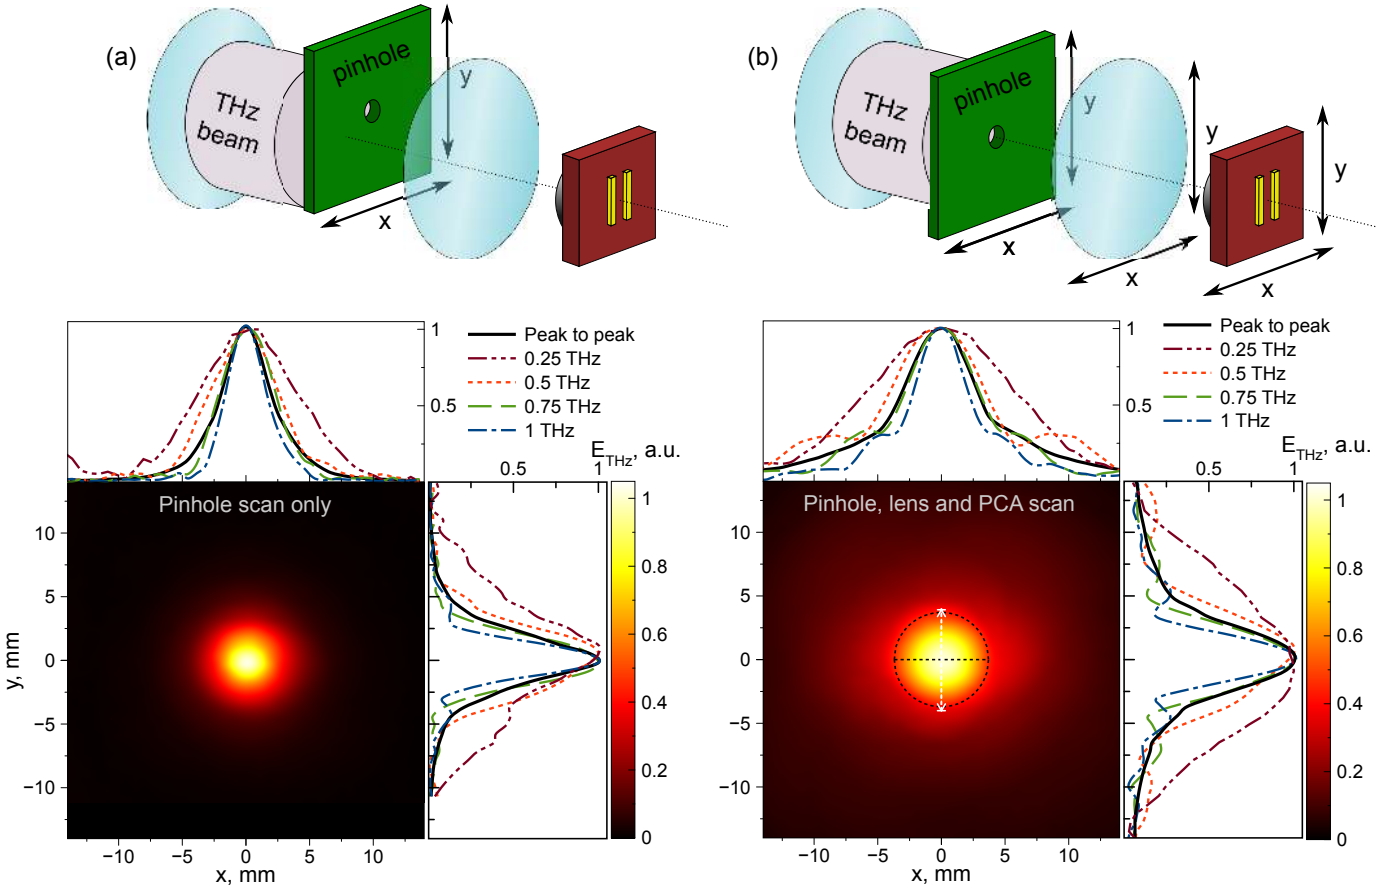 (a)
THz
beam
pinhole
y
x
(b)
THz
beam
pinhole
y
x
y
x
y
x
1
0.5
Peak to peak
0.25 THz
0.5 THz
0.75 THz
1 THz
0.5
1
E_THz, a.u.
Pinhole scan only
10
5
0
−5
−10
y, mm
−10
−5
0
5
10
x, mm
1
0.8
0.6
0.4
0.2
0
1
0.5
Peak to peak
0.25 THz
0.5 THz
0.75 THz
1 THz
0.5
1
E_THz, a.u.
Pinhole, lens and PCA scan
10
5
0
−5
−10
−10
−5
0
5
10
x, mm
1
0.8
0.6
0.4
0.2
0